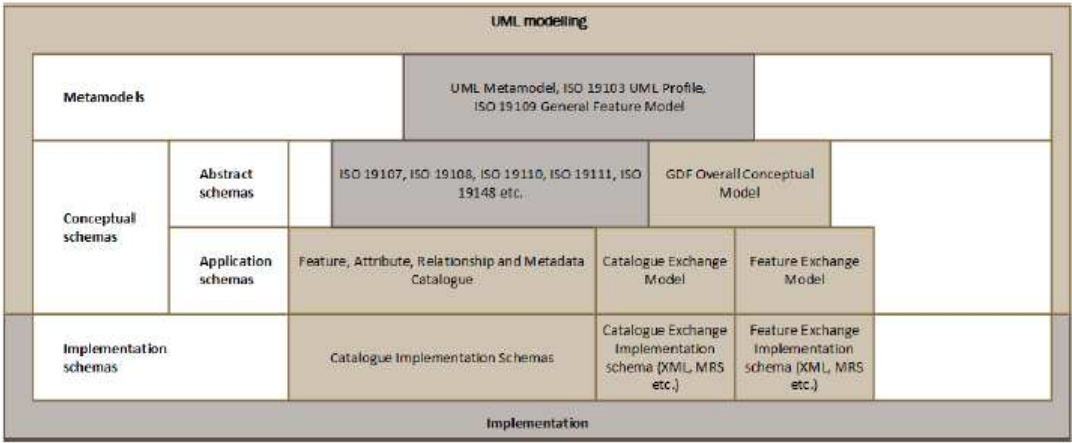 UML modelling
Metamodels
UML Metamodel, ISO 19103 UML Profile,
ISO 19109 General Feature Model
Conceptual
schemas
Abstract
schemas
ISO 19107, ISO 19108, ISO 19110, ISO 19111, ISO
19148 etc.
GDF Overall Conceptual
Model
Application
schemas
Feature, Attribute, Relationship and Metadata
Catalogue
Catalogue Exchange
Model
Feature Exchange
Model
Implementation
schemas
Catalogue Implementation Schemas
Catalogue Exchange
Implementation
schema (XML, MRS
etc.)
Feature Exchange
Implementation
schema (XML, MRS
etc.)
Implementation